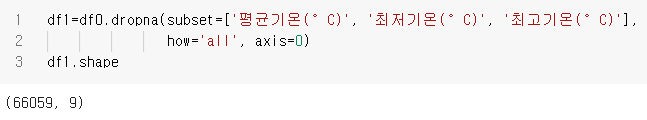 1 df1=df0.dropna(subset=['평균기온(°C)', '최저기온(°C)', '최고기온(°C)'],
2 how='all', axis=0)
3 df1.shape
(66059, 9)